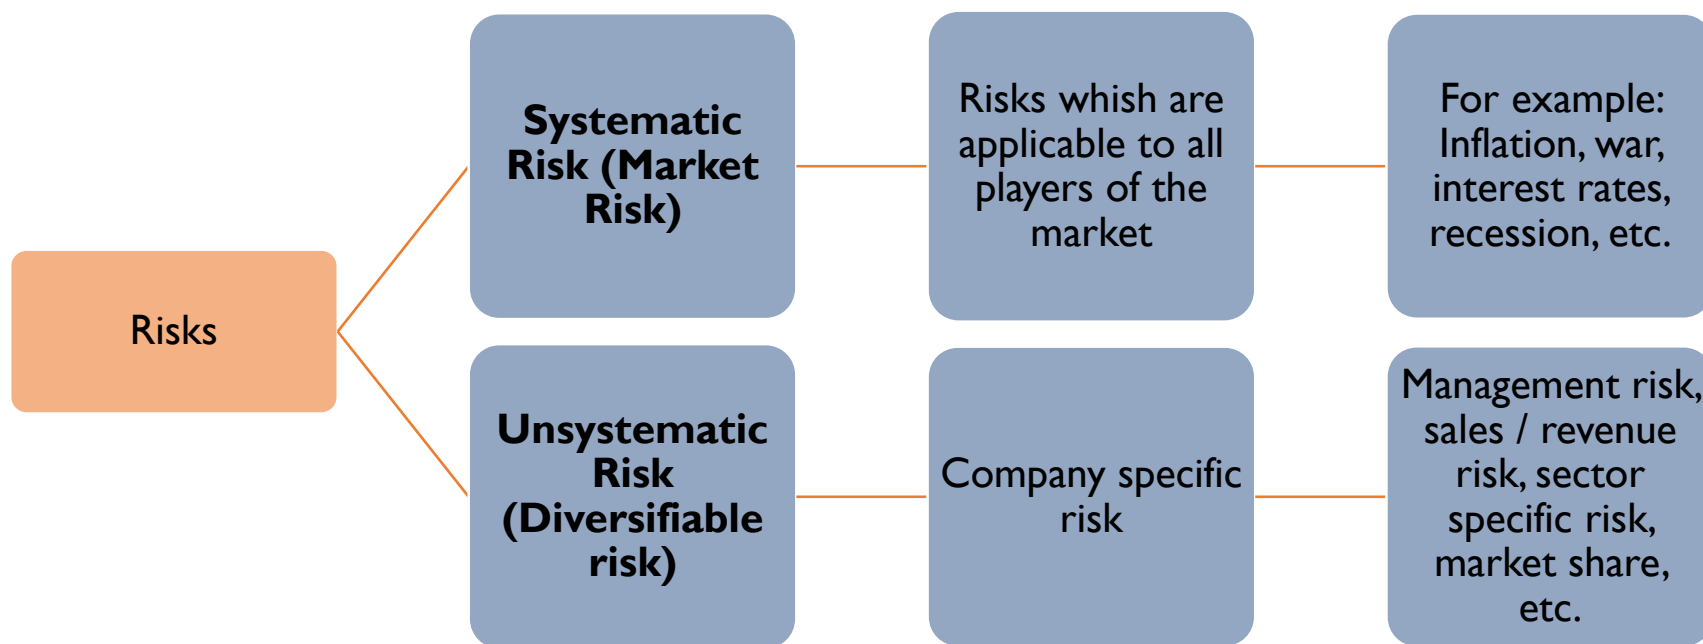 Risks
Systematic
Risk (Market
Risk)
Risks whish are
applicable to all
players of the
market
For example:
Inflation, war,
interest rates,
recession, etc.
Unsystematic
Risk
(Diversifiable
risk)
Company specific
risk
Management risk,
sales / revenue
risk, sector
specific risk,
market share,
etc.